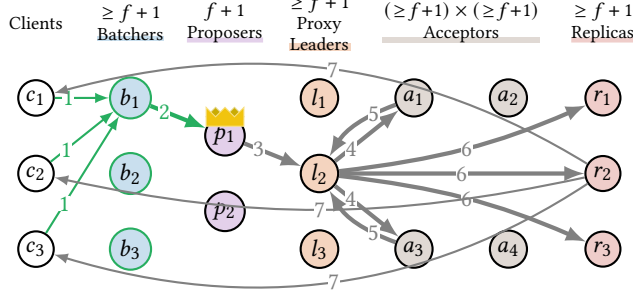 Clients
≥ f + 1
Batchers
f + 1
Proposers
≥ f + 1
Proxy
Leaders
(≥ f+1) × (≥ f+1)
Acceptors
≥ f + 1
Replicas
7
c1
1
b1
2
p1
l1
a1
a2
r1
5
3
4
6
1
c2
b2
l2
6
r2
1
p2
7
4
6
5
c3
b3
l3
a3
a4
r3
7